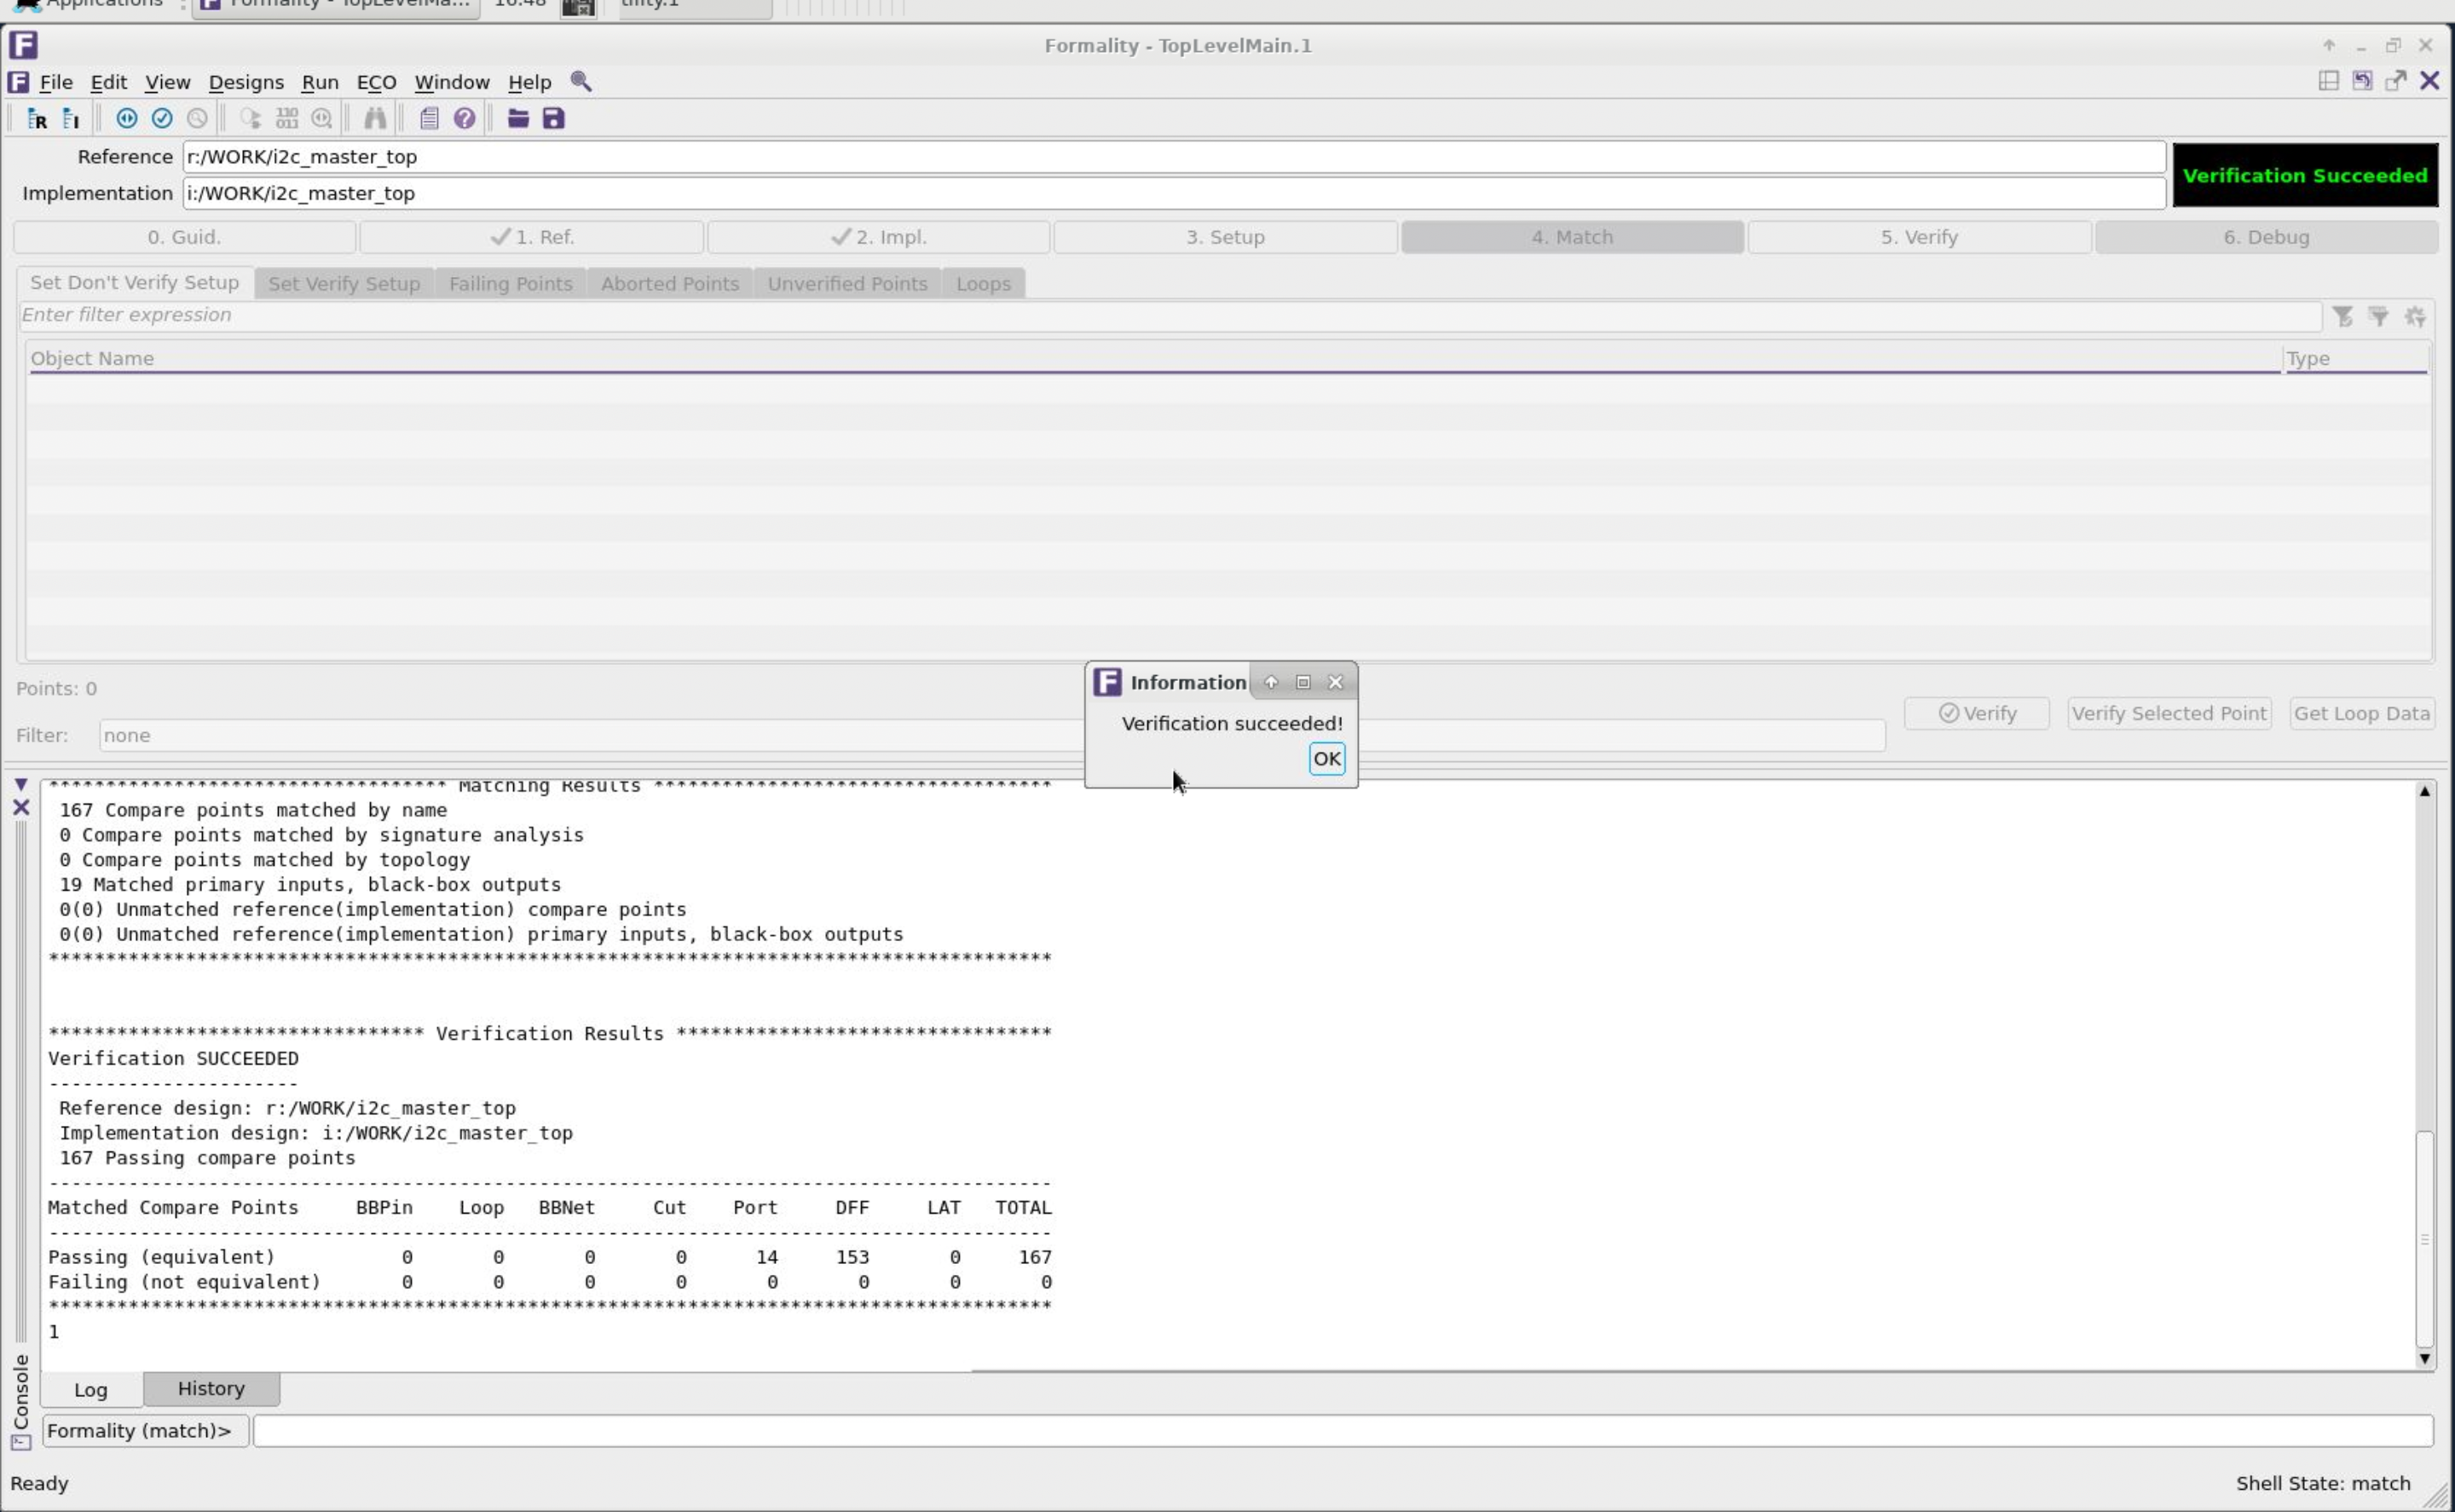 Applications
Formality - TopLevelMa...
16:48
Formality - TopLevelMain.1
File Edit View Designs Run ECO Window Help
Reference r:/WORK/i2c_master_top
Verification Succeeded
Implementation i:/WORK/i2c_master_top
0. Guid. 1. Ref. 2. Impl. 3. Setup 4. Match 5. Verify 6. Debug
Set Don't Verify Setup Set Verify Setup Failing Points Aborted Points Unverified Points Loops
Enter filter expression
Object Name Type
Points: 0
Information
Verification succeeded!
OK
Verify Verify Selected Point Get Loop Data
Filter: none
********************************** Matching Results **********************************
167 Compare points matched by name
0 Compare points matched by signature analysis
0 Compare points matched by topology
19 Matched primary inputs, black-box outputs
0(0) Unmatched reference(implementation) compare points
0(0) Unmatched reference(implementation) primary inputs, black-box outputs
****************************************************************************************
********************************* Verification Results *********************************
Verification SUCCEEDED
----------------------
Reference design: r:/WORK/i2c_master_top
Implementation design: i:/WORK/i2c_master_top
167 Passing compare points
----------------------------------------------------------------------------------------
Matched Compare Points BBPin Loop BBNet Cut Port DFF LAT TOTAL
----------------------------------------------------------------------------------------
Passing (equivalent) 0 0 0 0 14 153 0 167
Failing (not equivalent) 0 0 0 0 0 0 0 0
****************************************************************************************
1
Console
Log History
Formality (match)>
Ready
Shell State: match